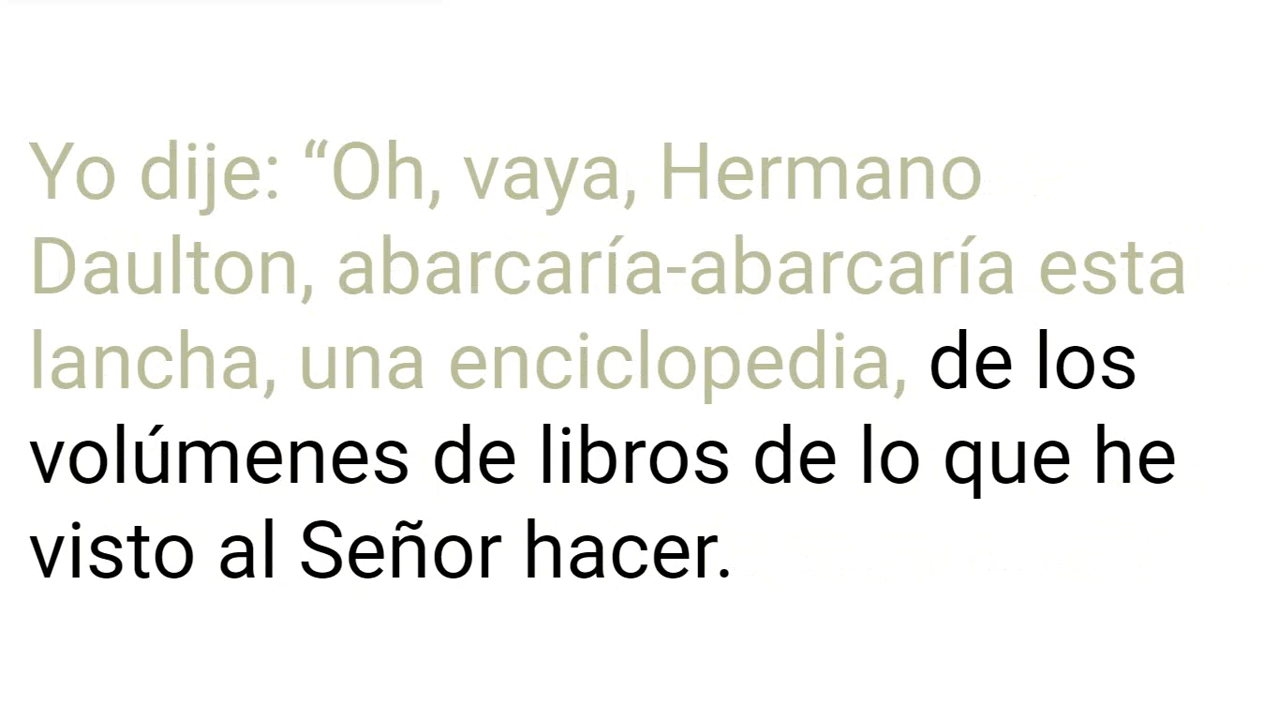 Yo dije: “Oh, vaya, Hermano
Daulton, abarcaría-abarcaría esta
lancha, una enciclopedia, de los
volúmenes de libros de lo que he
visto al Señor hacer.